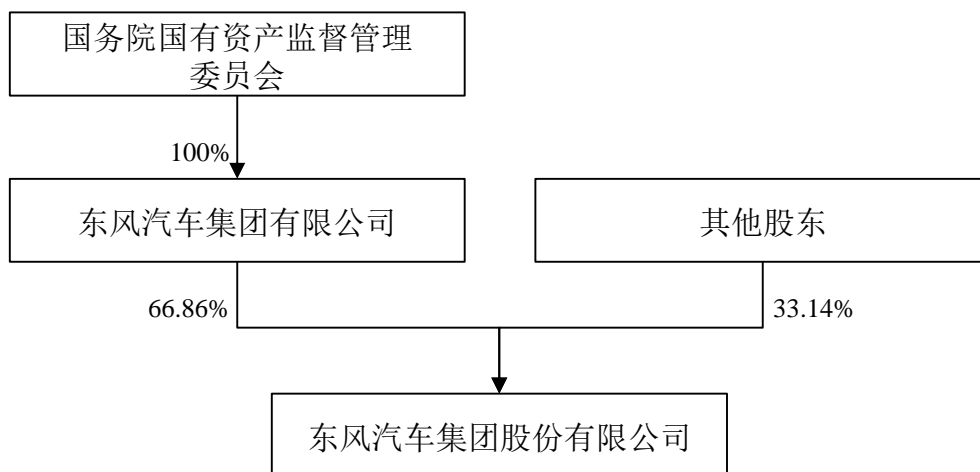 国务院国有资产监督管理
委员会
100%
东风汽车集团有限公司
其他股东
66.86%
33.14%
东风汽车集团股份有限公司